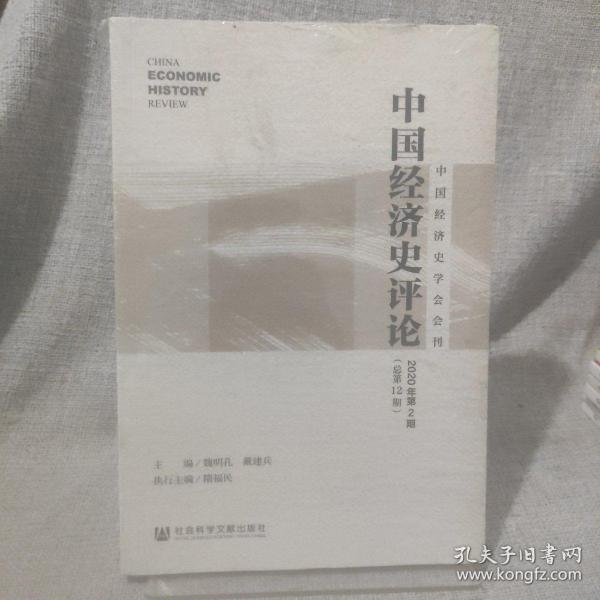 CHINA
ECONOMIC
HISTORY
REVIEW
中国经济史评论
中国经济史学会会刊
2020年第2期
(总第12期)
主 编/魏明孔 戴建兵
执行主编/隋福民
社会科学文献出版社
孔夫子旧书网
www.kongfz.com